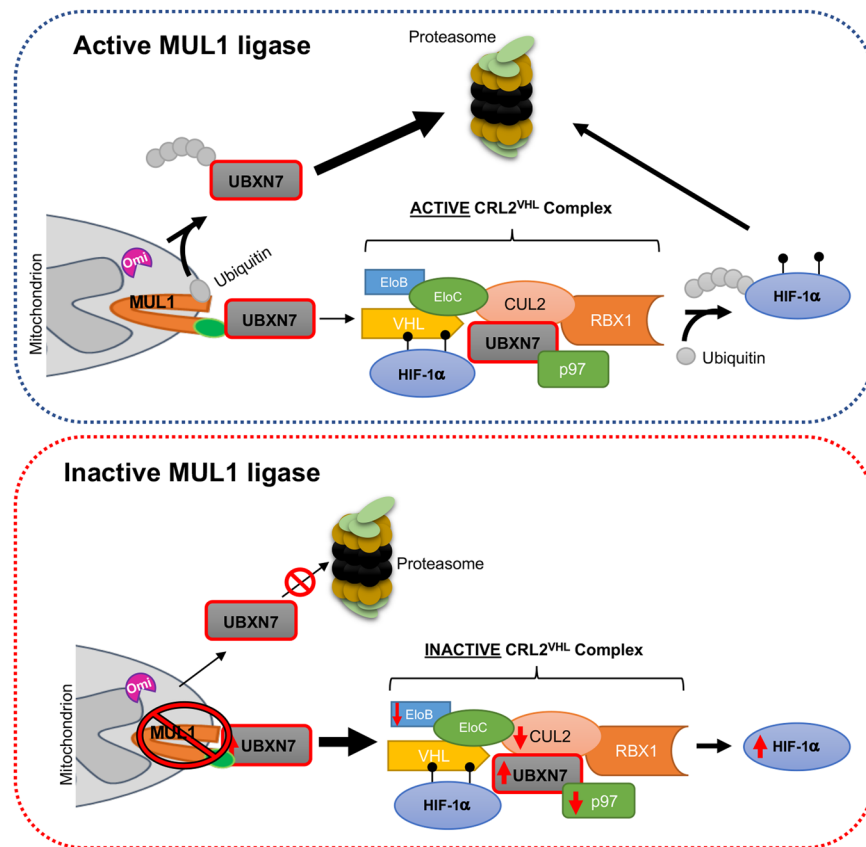 Active MUL1 ligase
Proteasome
UBXN7
ACTIVE CRL2VHL Complex
Mitochondrion
Omi
Ubiquitin
MUL1
UBXN7
EloB
EloC
CUL2
VHL
RBX1
UBXN7
HIF-1α
p97
HIF-1α
Ubiquitin
Inactive MUL1 ligase
Proteasome
UBXN7
INACTIVE CRL2VHL Complex
Mitochondrion
Omi
MUL1
UBXN7
EloB
EloC
CUL2
VHL
RBX1
UBXN7
HIF-1α
p97
HIF-1α